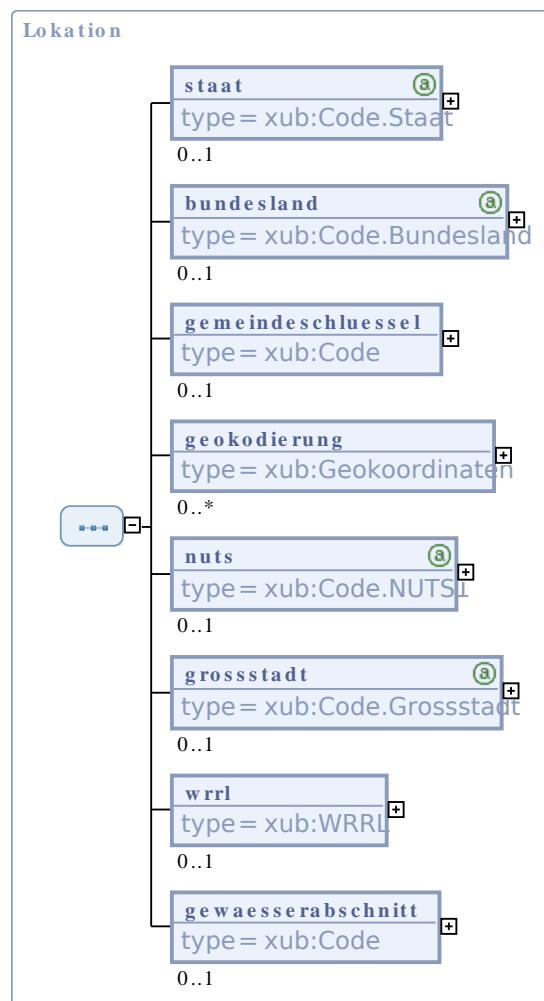 Lokation
staat
type= xub:Code.Staat
0..1
bundesland
type= xub:Code.Bundesland
0..1
gemeindeschluessel
type= xub:Code
0..1
geokodierung
type= xub:Geokoordinaten
0..*
nuts
type= xub:Code.NUTS1
0..1
grossstadt
type= xub:Code.Grossstadt
0..1
wrrl
type= xub:WRRL
0..1
gewaesserabschnitt
type= xub:Code
0..1